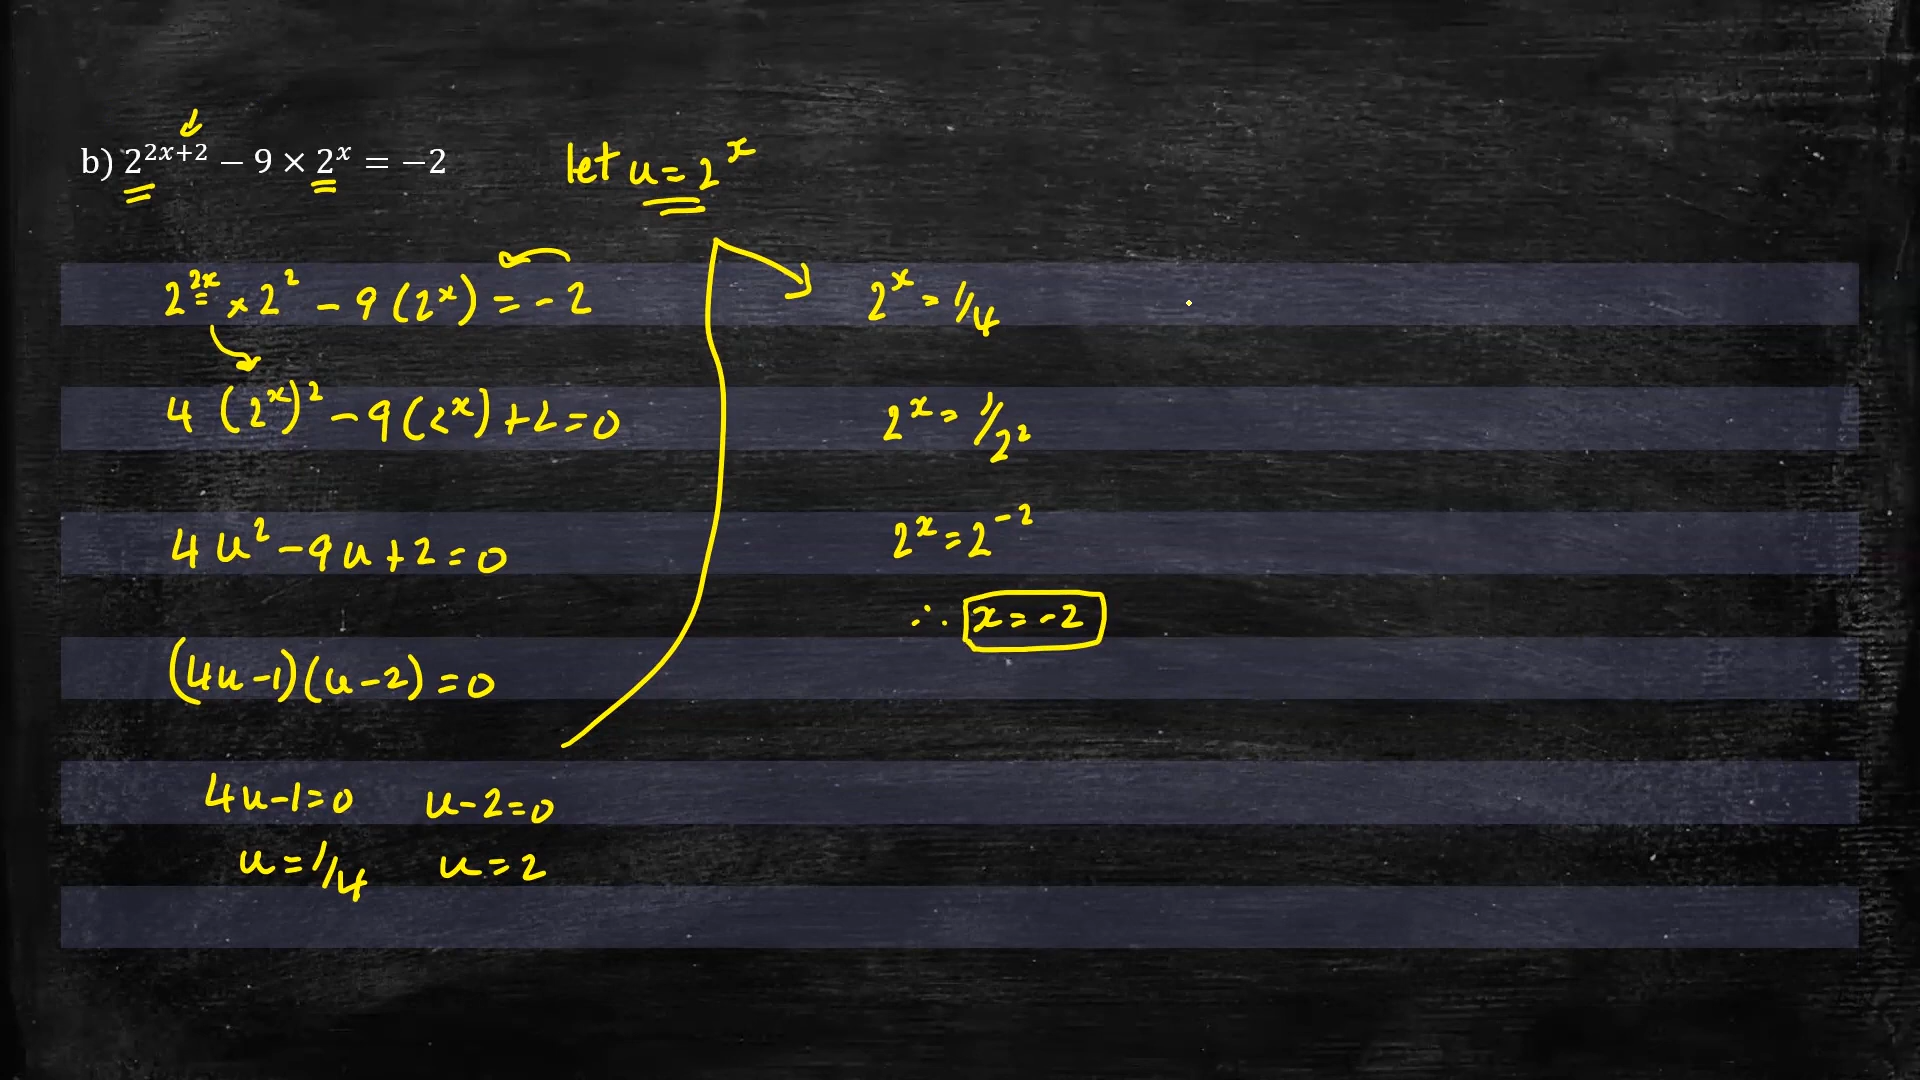 b) 2^{2x+2} − 9 × 2^x = −2
let u = 2^x
2^{2x} × 2^2 − 9(2^x) = −2
4(2^x)^2 − 9(2^x) + 2 = 0
4u^2 − 9u + 2 = 0
(4u−1)(u−2) = 0
4u−1=0 u−2=0
u=1/4 u=2
2^x = 1/4
2^x = 1/2^2
2^x = 2^{−2}
∴ x = −2